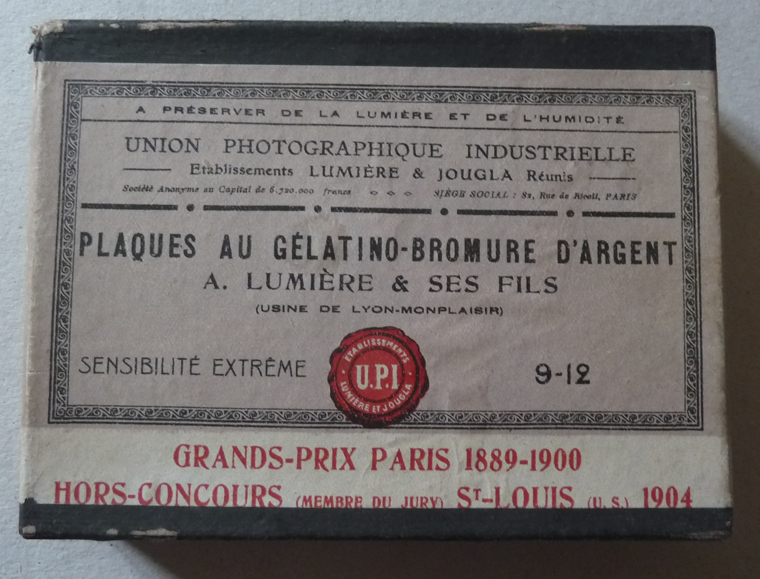 A PRÉSERVER DE LA LUMIÈRE ET DE L'HUMIDITÉ
UNION PHOTOGRAPHIQUE INDUSTRIELLE
Etablissements LUMIÈRE & JOUGLA Réunis
Société Anonyme au Capital de 6.720.000 francs SIÈGE SOCIAL : 82, Rue de Rivoli, PARIS
PLAQUES AU GÉLATINO-BROMURE D'ARGENT
A. LUMIÈRE & SES FILS
(USINE DE LYON-MONPLAISIR)
SENSIBILITÉ EXTRÊME
ETABLISSEMENTS
U.P.I
LUMIÈRE ET JOUGLA
9-12
GRANDS-PRIX PARIS 1889-1900
HORS-CONCOURS (MEMBRE DU JURY) ST-LOUIS (U.S.) 1904